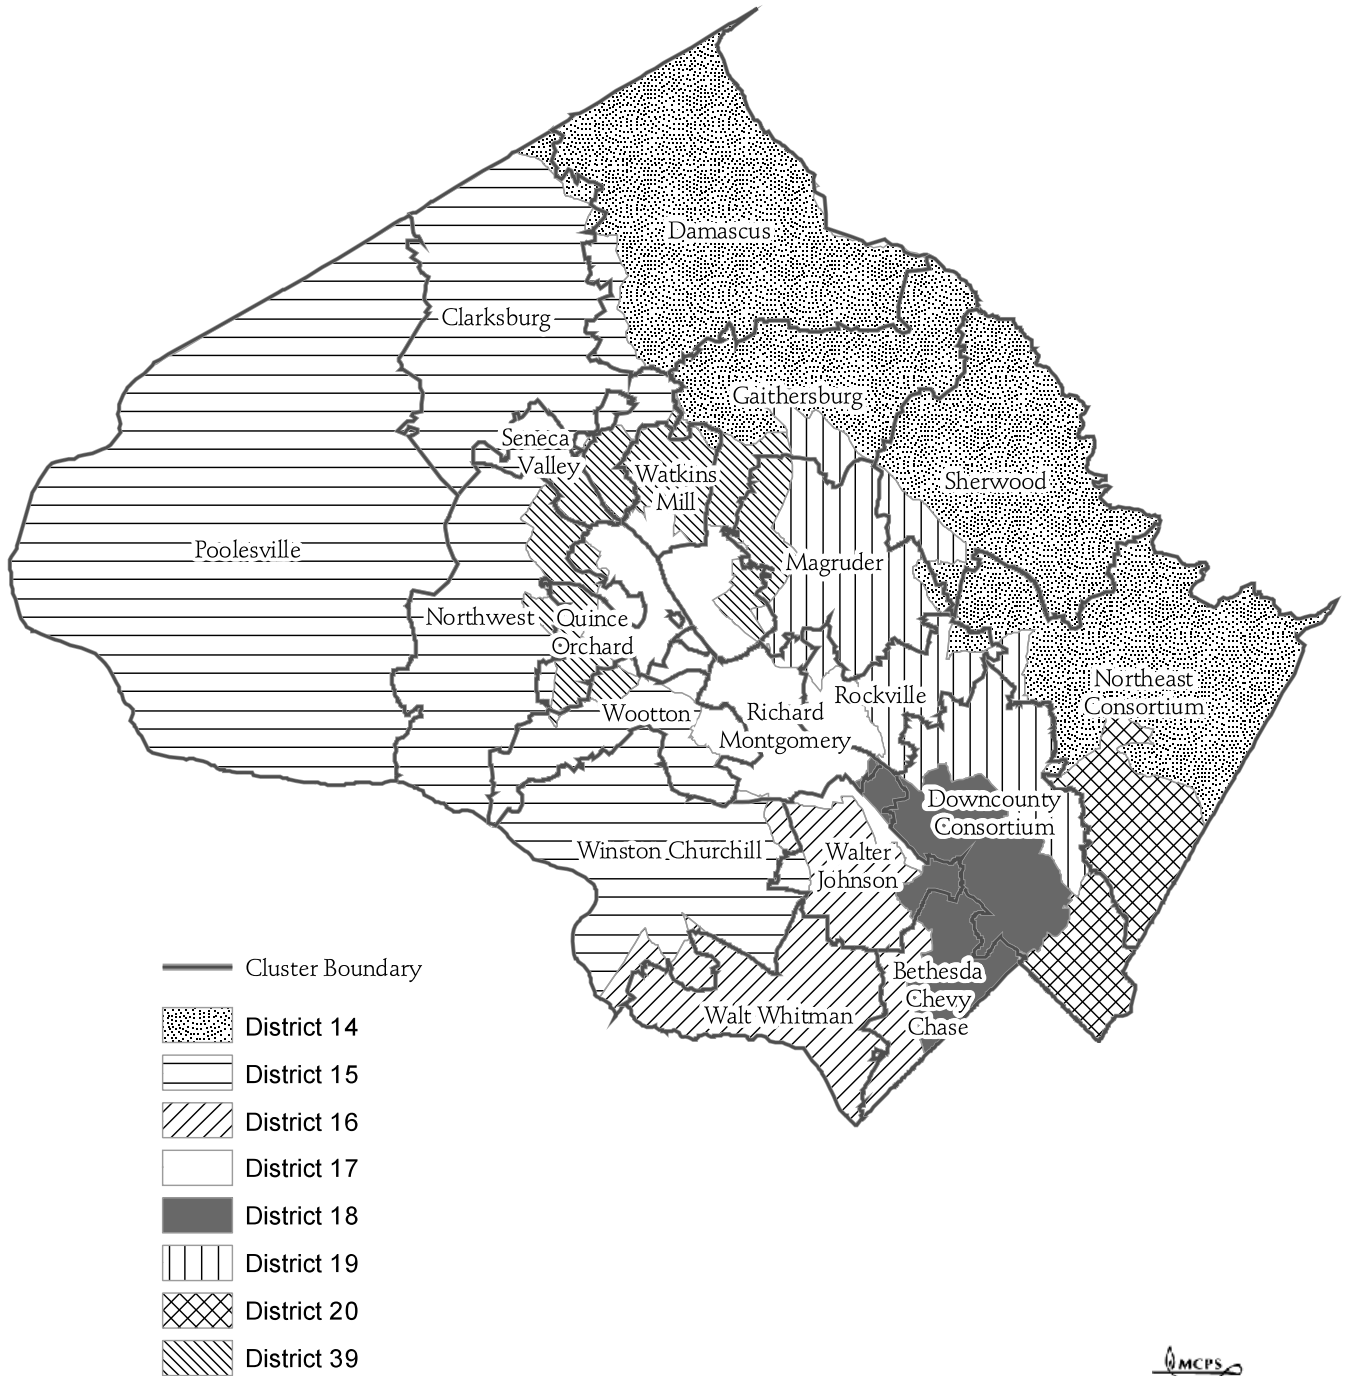 Damascus
Clarksburg
Gaithersburg
Seneca
Valley
Watkins
Mill
Sherwood
Poolesville
Magruder
Northwest
Quince
Orchard
Northeast
Consortium
Rockville
Wootton
Richard
Montgomery
Downcounty
Consortium
Winston Churchill
Walter
Johnson
Bethesda
Chevy
Chase
Walt Whitman
Cluster Boundary
District 14
District 15
District 16
District 17
District 18
District 19
District 20
District 39
MCPS